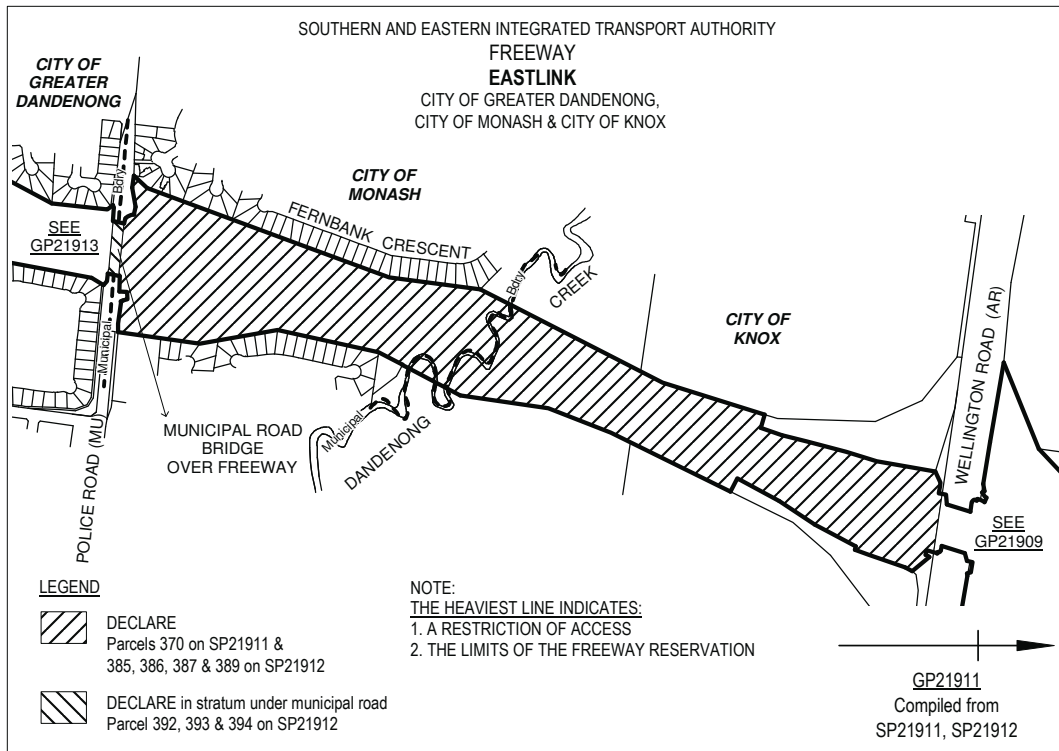 SOUTHERN AND EASTERN INTEGRATED TRANSPORT AUTHORITY
FREEWAY
EASTLINK
CITY OF GREATER DANDENONG,
CITY OF MONASH & CITY OF KNOX
CITY OF
GREATER
DANDENONG
CITY OF
MONASH
Bdry
FERNBANK CRESCENT
SEE
GP21913
Bdry
CREEK
CITY OF
KNOX
WELLINGTON ROAD (AR)
Municipal
MUNICIPAL ROAD
BRIDGE
OVER FREEWAY
Municipal
DANDENONG
POLICE ROAD (MU
SEE
GP21909
LEGEND
DECLARE
Parcels 370 on SP21911 &
385, 386, 387 & 389 on SP21912
DECLARE in stratum under municipal road
Parcel 392, 393 & 394 on SP21912
NOTE:
THE HEAVIEST LINE INDICATES:
1. A RESTRICTION OF ACCESS
2. THE LIMITS OF THE FREEWAY RESERVATION
GP21911
Compiled from
SP21911, SP21912